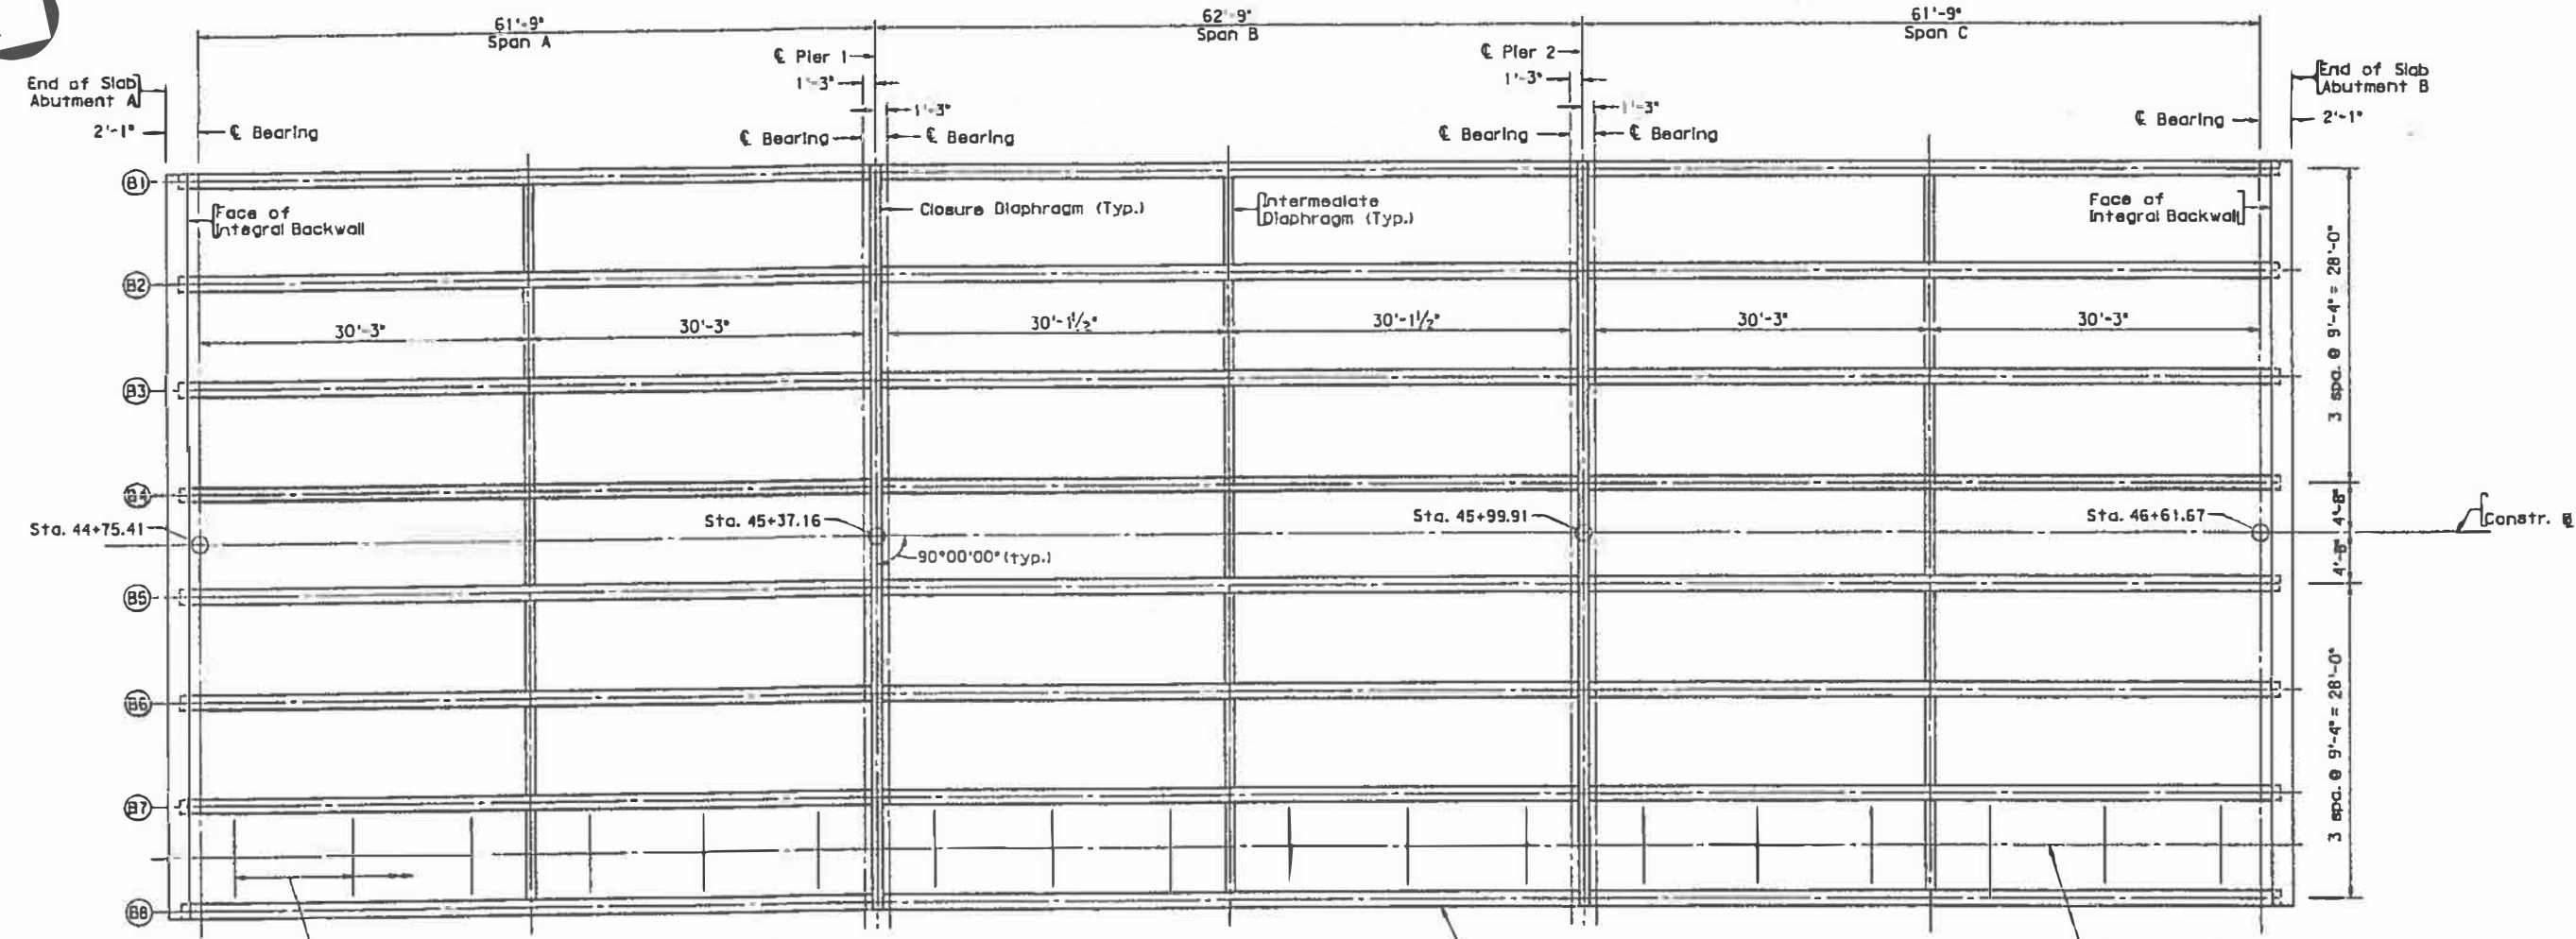 61'-9" 62'-9" 61'-9"
Span A Span B Span C
℄ Pier 1 ℄ Pier 2
1'-3" 1'-3"
End of Slab
Abutment A
End of Slab
Abutment B
1'-3" 1'-3"
2'-1" ℄ Bearing ℄ Bearing ℄ Bearing ℄ Bearing ℄ Bearing ℄ Bearing 2'-1"
B1
Face of
Integral Backwall
Closure Diaphragm (Typ.)
Intermediate
Diaphragm (Typ.)
Face of
Integral Backwall
B2
30'-3" 30'-3" 30'-1½" 30'-1½" 30'-3" 30'-3"
3 spa. @ 9'-4" = 28'-0"
B3
B4
4'-8"
Sta. 44+75.41 Sta. 45+37.16 Sta. 45+99.91 Sta. 46+61.67 Constr. ℄
90°00'00" (typ.)
4'-8"
B5
B6
3 spa. @ 9'-4" = 28'-0"
B7
B8